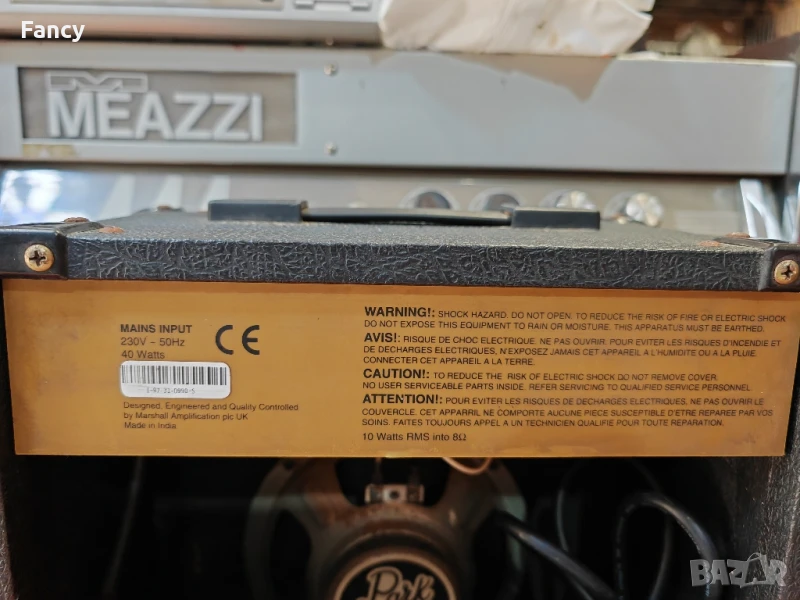 Fancy
MEAZZI
MAINS INPUT
230V ~ 50Hz
40 Watts
CE
Designed, Engineered and Quality Controlled
by Marshall Amplification plc UK
Made in India
WARNING!: SHOCK HAZARD. DO NOT OPEN. TO REDUCE THE RISK OF FIRE OR ELECTRIC SHOCK
DO NOT EXPOSE THIS EQUIPMENT TO RAIN OR MOISTURE. THIS APPARATUS MUST BE EARTHED.
AVIS!: RISQUE DE CHOC ELECTRIQUE. NE PAS OUVRIR. POUR EVITER LES RISQUES D'INCENDIE ET
DE DECHARGES ELECTRIQUES, N'EXPOSEZ JAMAIS CET APPAREIL A L'HUMIDITE OU A LA PLUIE.
CONNECTER CET APPAREIL A LA TERRE.
CAUTION!: TO REDUCE THE RISK OF ELECTRIC SHOCK DO NOT REMOVE COVER.
NO USER SERVICEABLE PARTS INSIDE. REFER SERVICING TO QUALIFIED SERVICE PERSONNEL.
ATTENTION!: POUR EVITER LES RISQUES DE DECHARGES ELECTRIQUES, NE PAS OUVRIR LE
COUVERCLE. CET APPARRIL NE COMPORTE AUCUNE PIÈCE SUSCEPTIBLE D'ETRE REPAREE PAR VOS
SOINS. FAITES TOUJOURS APPEL A UN TECHNICIEN QUALIFIE POUR TOUTE REPARATION.
10 Watts RMS into 8Ω
Park
BAZAR